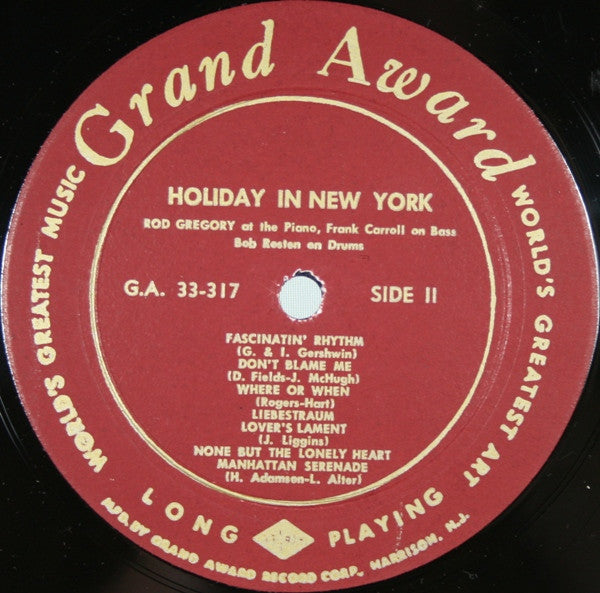 Grand Award
WORLD'S GREATEST MUSIC
WORLD'S GREATEST ART
HOLIDAY IN NEW YORK
ROD GREGORY at the Piano, Frank Carroll on Bass
Bob Rosten on Drums
G.A. 33-317 SIDE II
FASCINATIN' RHYTHM
(G. & I. Gershwin)
DON'T BLAME ME
(D. Fields-J. McHugh)
WHERE OR WHEN
(Rogers-Hart)
LIEBESTRAUM
LOVER'S LAMENT
(J. Liggins)
NONE BUT THE LONELY HEART
MANHATTAN SERENADE
(H. Adamsen-L. Alter)
LONG PLAYING
MFD. BY GRAND AWARD RECORD CORP., HARRISON, N.J.